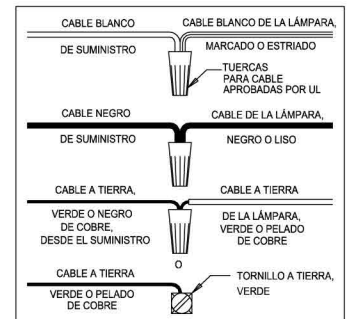 CABLE BLANCO
CABLE BLANCO DE LA LÁMPARA,
DE SUMINISTRO
MARCADO O ESTRIADO
TUERCAS
PARA CABLE
APROBADAS POR UL
CABLE NEGRO
CABLE DE LA LÁMPARA,
DE SUMINISTRO
NEGRO O LISO
CABLE A TIERRA,
CABLE A TIERRA
VERDE O NEGRO
DE COBRE,
DESDE EL SUMINISTRO
DE LA LÁMPARA,
VERDE O PELADO
DE COBRE
O
CABLE A TIERRA
VERDE O PELADO
DE COBRE
TORNILLO A TIERRA,
VERDE